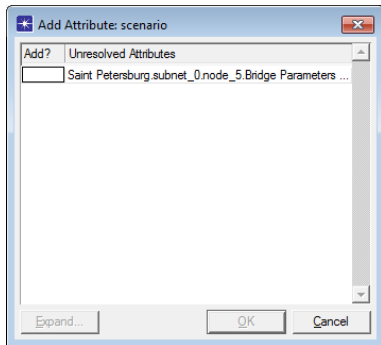 Add Attribute: scenario
Add? Unresolved Attributes
Saint Petersburg.subnet_0.node_5.Bridge Parameters ...
Expand... OK Cancel